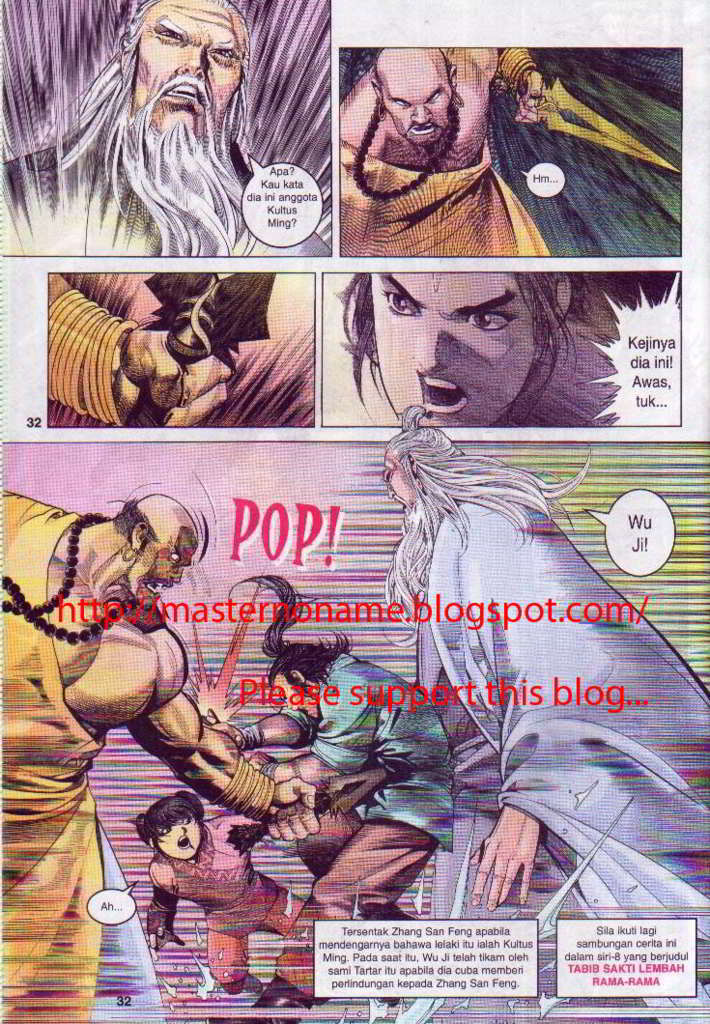 Apa?
Kau kata
dia ini anggota
Kultus
Ming?
Hm...
Kejinya
dia ini!
Awas,
tuk...
32
POP!
Wu
Ji!
http://masternoname.blogspot.com/
Please support this blog...
Ah...
Tersentak Zhang San Feng apabila
mendengarnya bahawa lelaki itu ialah Kultus
Ming. Pada saat itu, Wu Ji telah tikam oleh
sami Tartar itu apabila dia cuba memberi
perlindungan kepada Zhang San Feng.
Sila ikuti lagi
sambungan cerita ini
dalam siri-8 yang berjudul
TABIB SAKTI LEMBAH
RAMA-RAMA
32